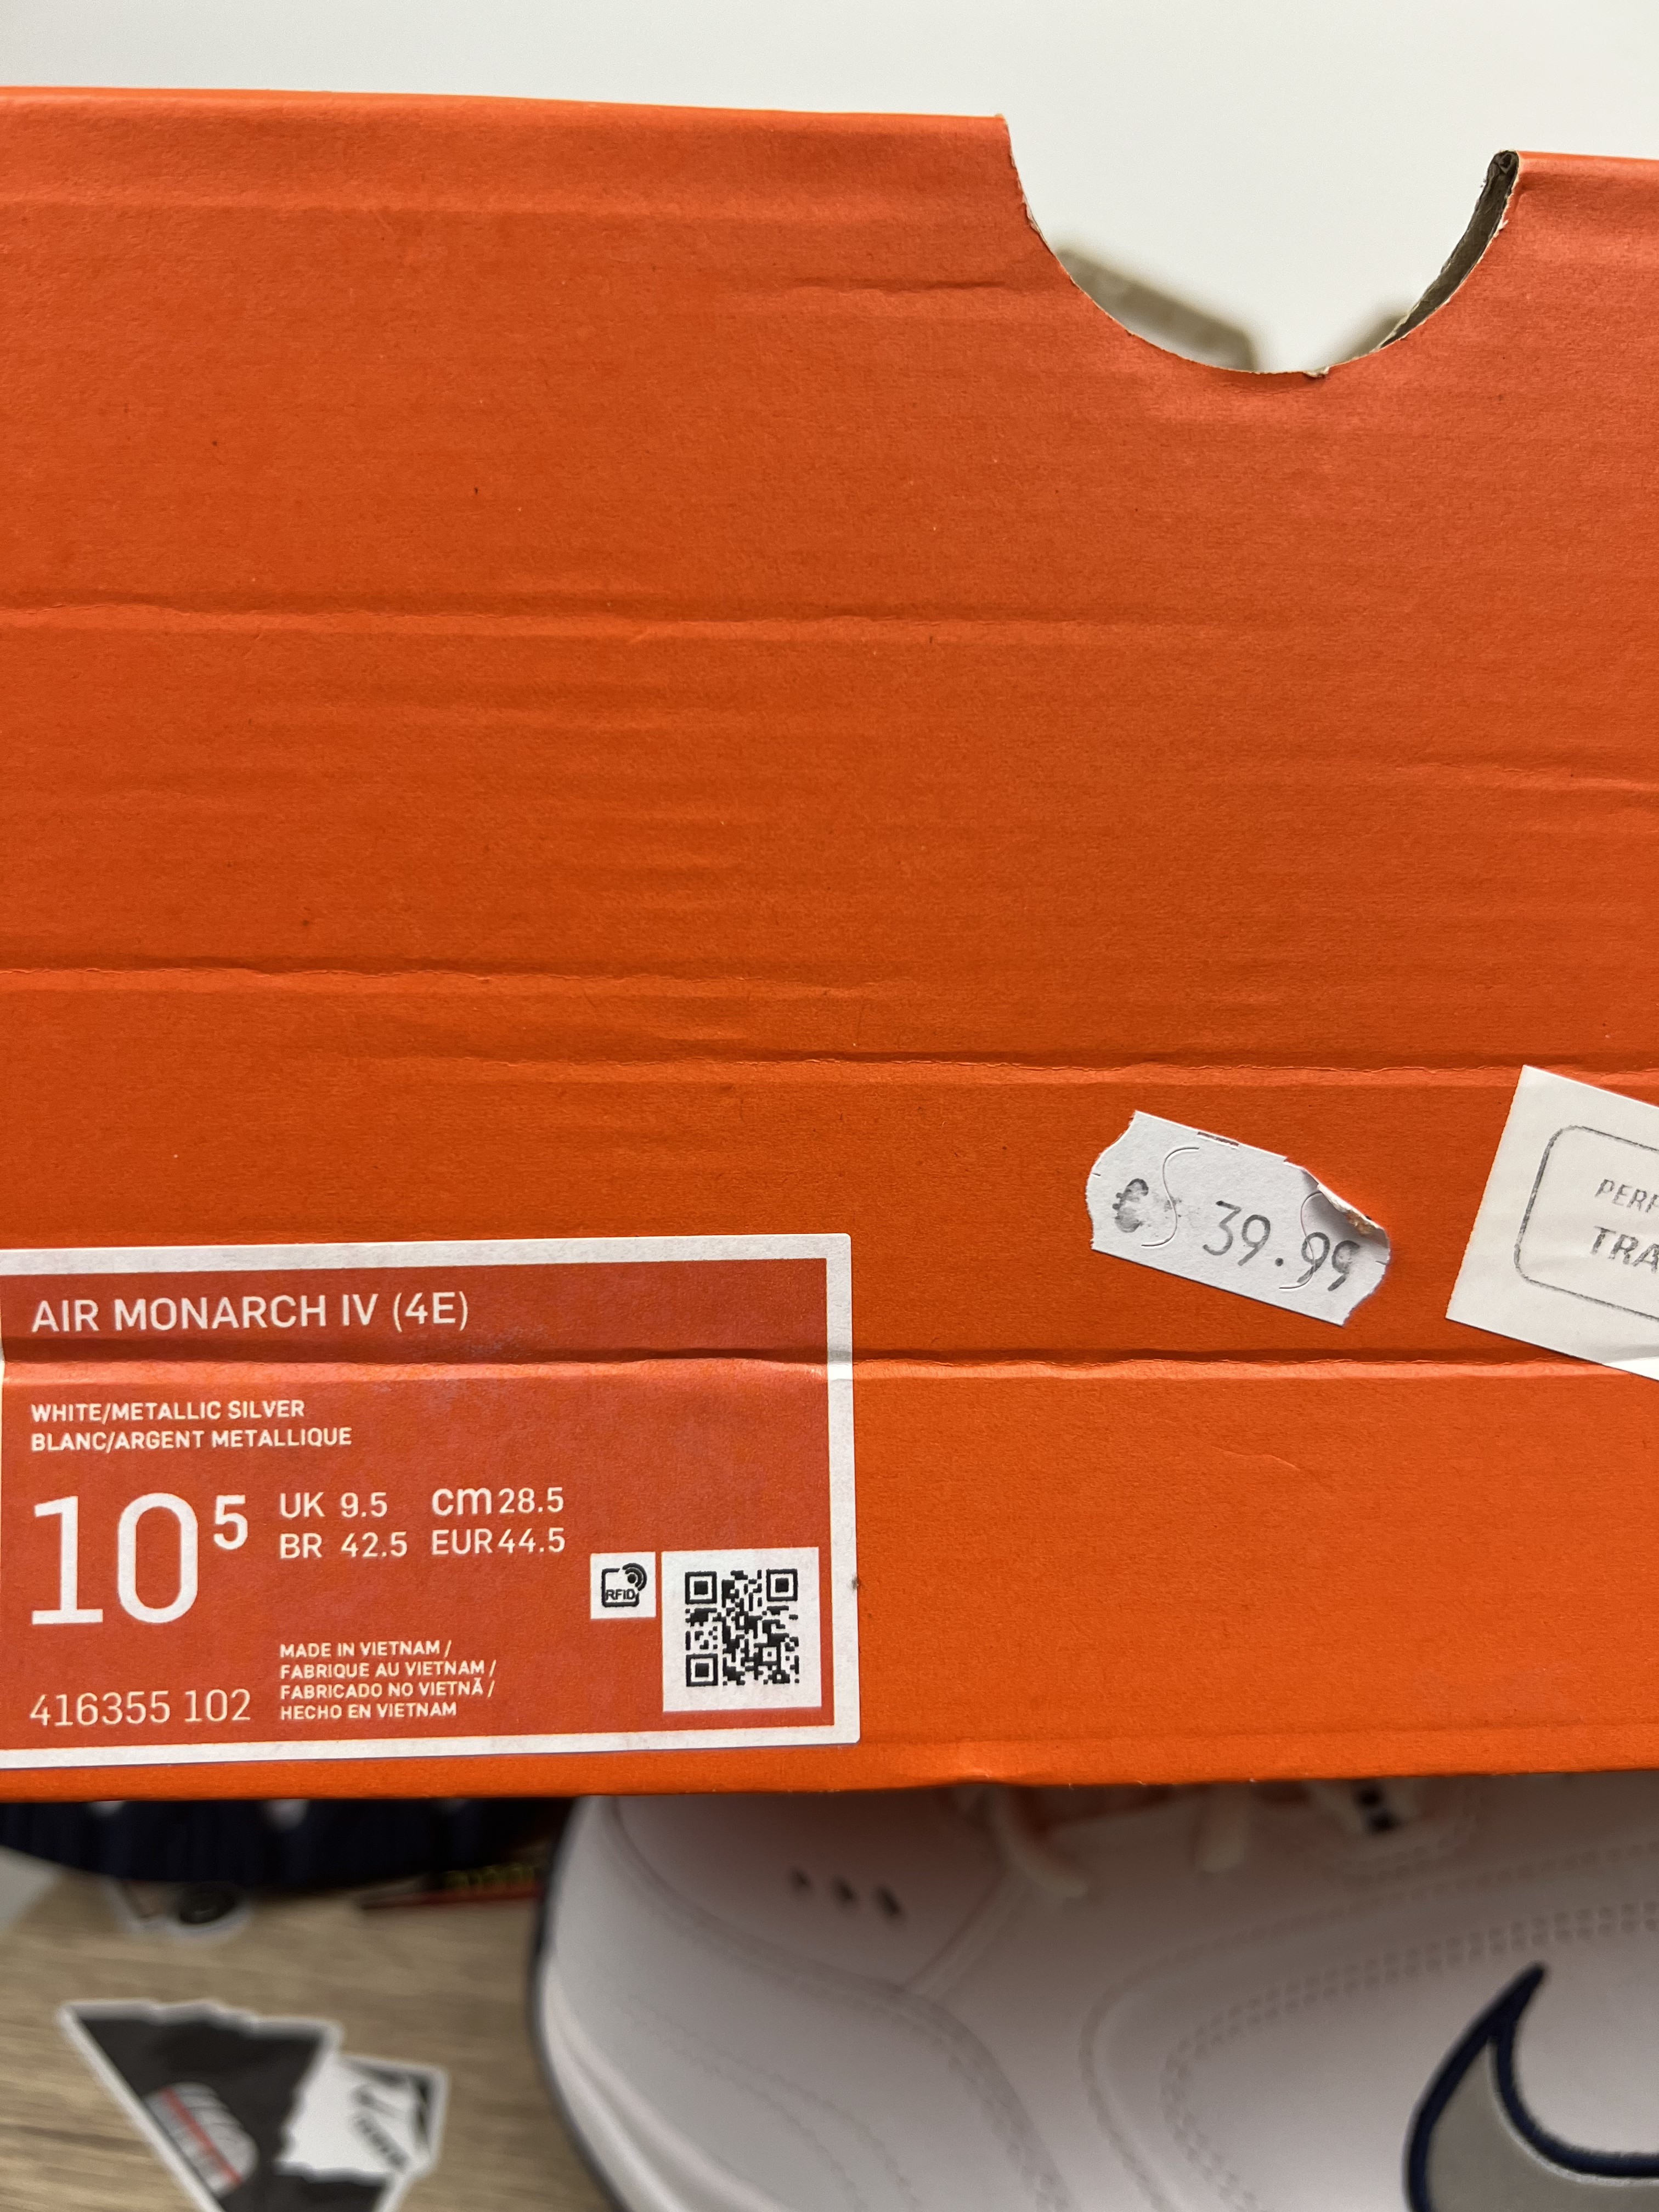 € 39.99
TRA
AIR MONARCH IV (4E)
WHITE/METALLIC SILVER
BLANC/ARGENT METALLIQUE
10⁵
UK 9.5 cm 28.5
BR 42.5 EUR 44.5
RFID
MADE IN VIETNAM /
FABRIQUE AU VIETNAM /
FABRICADO NO VIETNÃ /
HECHO EN VIETNAM
416355 102